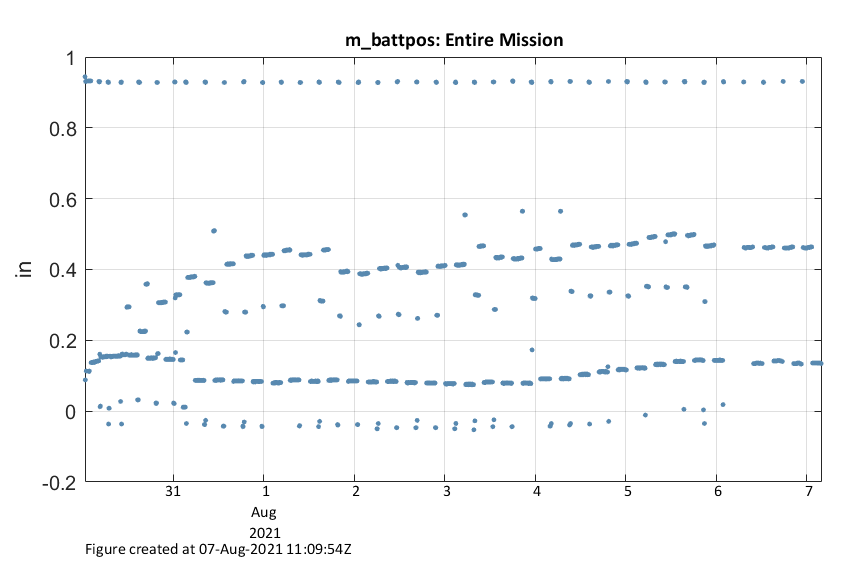 m_battpos: Entire Mission
1
0.8
0.6
0.4
0.2
0
-0.2
in
31 1 2 3 4 5 6 7
Aug
2021
Figure created at 07-Aug-2021 11:09:54Z